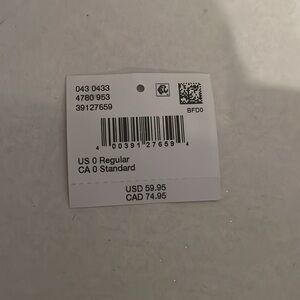 043 0433
4780 953
39127659
BFD0
4 00391 27659 4
US 0 Regular
CA 0 Standard
USD 59.95
CAD 74.95